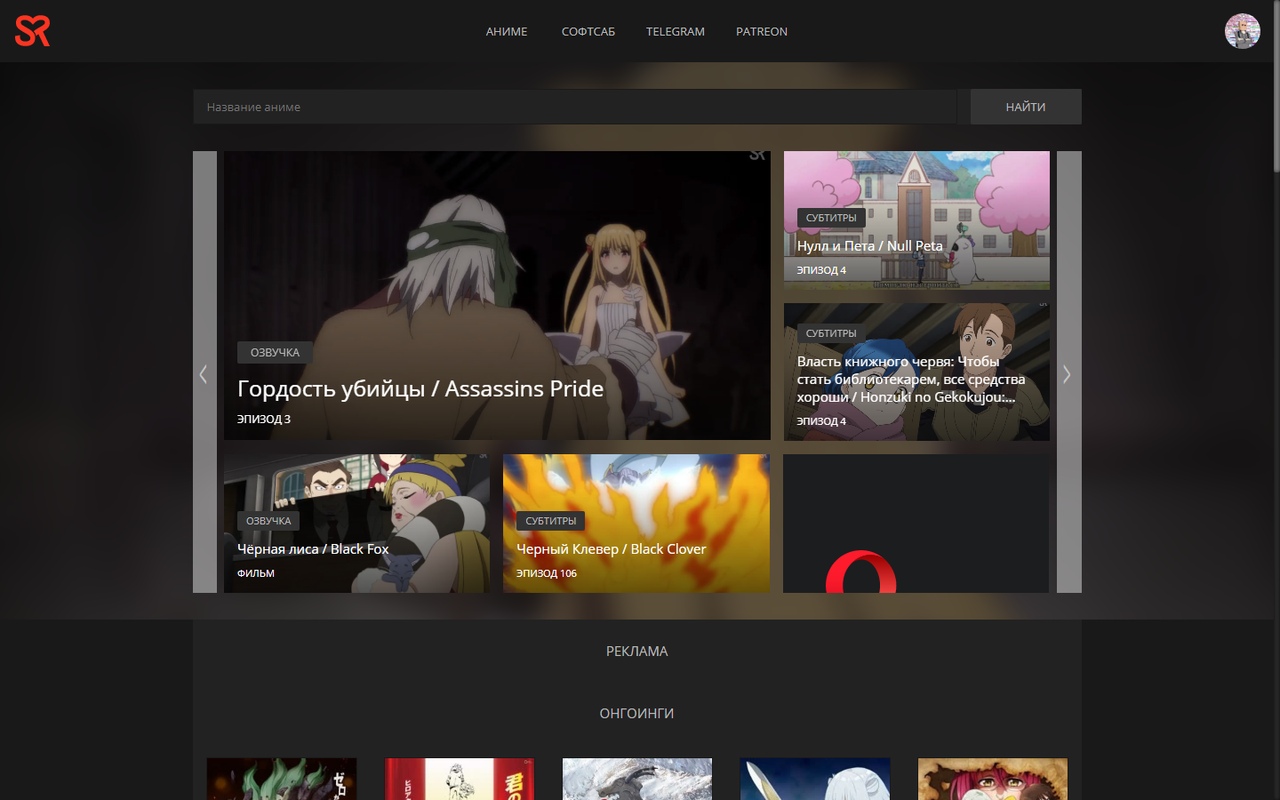 SR
АНИМЕ
СОФТСАБ
TELEGRAM
PATREON
Название аниме
НАЙТИ
SR
ОЗВУЧКА
Гордость убийцы / Assassins Pride
ЭПИЗОД 3
СУБТИТРЫ
Нулл и Пета / Null Peta
ЭПИЗОД 4
СУБТИТРЫ
Власть книжного червя: Чтобы
стать библиотекарем, все средства
хороши / Honzuki no Gekokujou:...
ЭПИЗОД 4
ОЗВУЧКА
Чёрная лиса / Black Fox
ФИЛЬМ
СУБТИТРЫ
Черный Клевер / Black Clover
ЭПИЗОД 106
РЕКЛАМА
ОНГОИНГИ